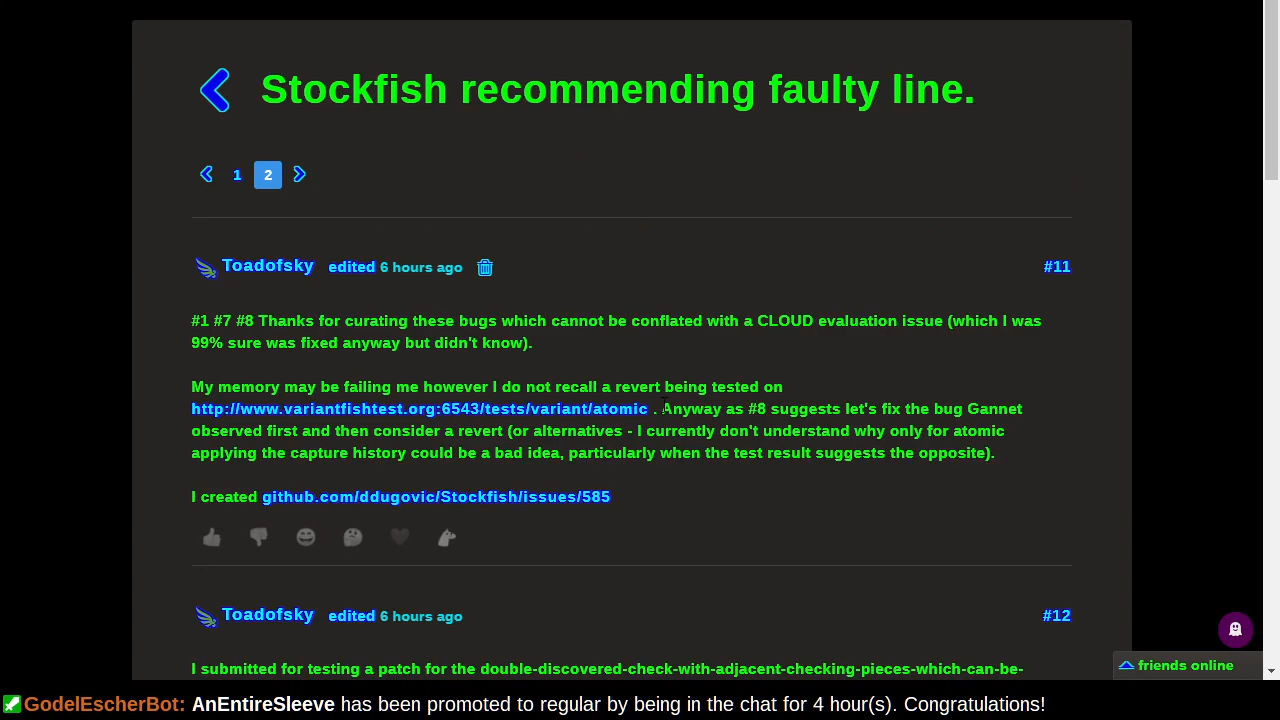 Stockfish recommending faulty line.
1 2
Toadofsky edited 6 hours ago #11
#1 #7 #8 Thanks for curating these bugs which cannot be conflated with a CLOUD evaluation issue (which I was
99% sure was fixed anyway but didn't know).
My memory may be failing me however I do not recall a revert being tested on
http://www.variantfishtest.org:6543/tests/variant/atomic . Anyway as #8 suggests let's fix the bug Gannet
observed first and then consider a revert (or alternatives - I currently don't understand why only for atomic
applying the capture history could be a bad idea, particularly when the test result suggests the opposite).
I created github.com/ddugovic/Stockfish/issues/585
Toadofsky edited 6 hours ago #12
I submitted for testing a patch for the double-discovered-check-with-adjacent-checking-pieces-which-can-be-
friends online
GodelEscherBot: AnEntireSleeve has been promoted to regular by being in the chat for 4 hour(s). Congratulations!